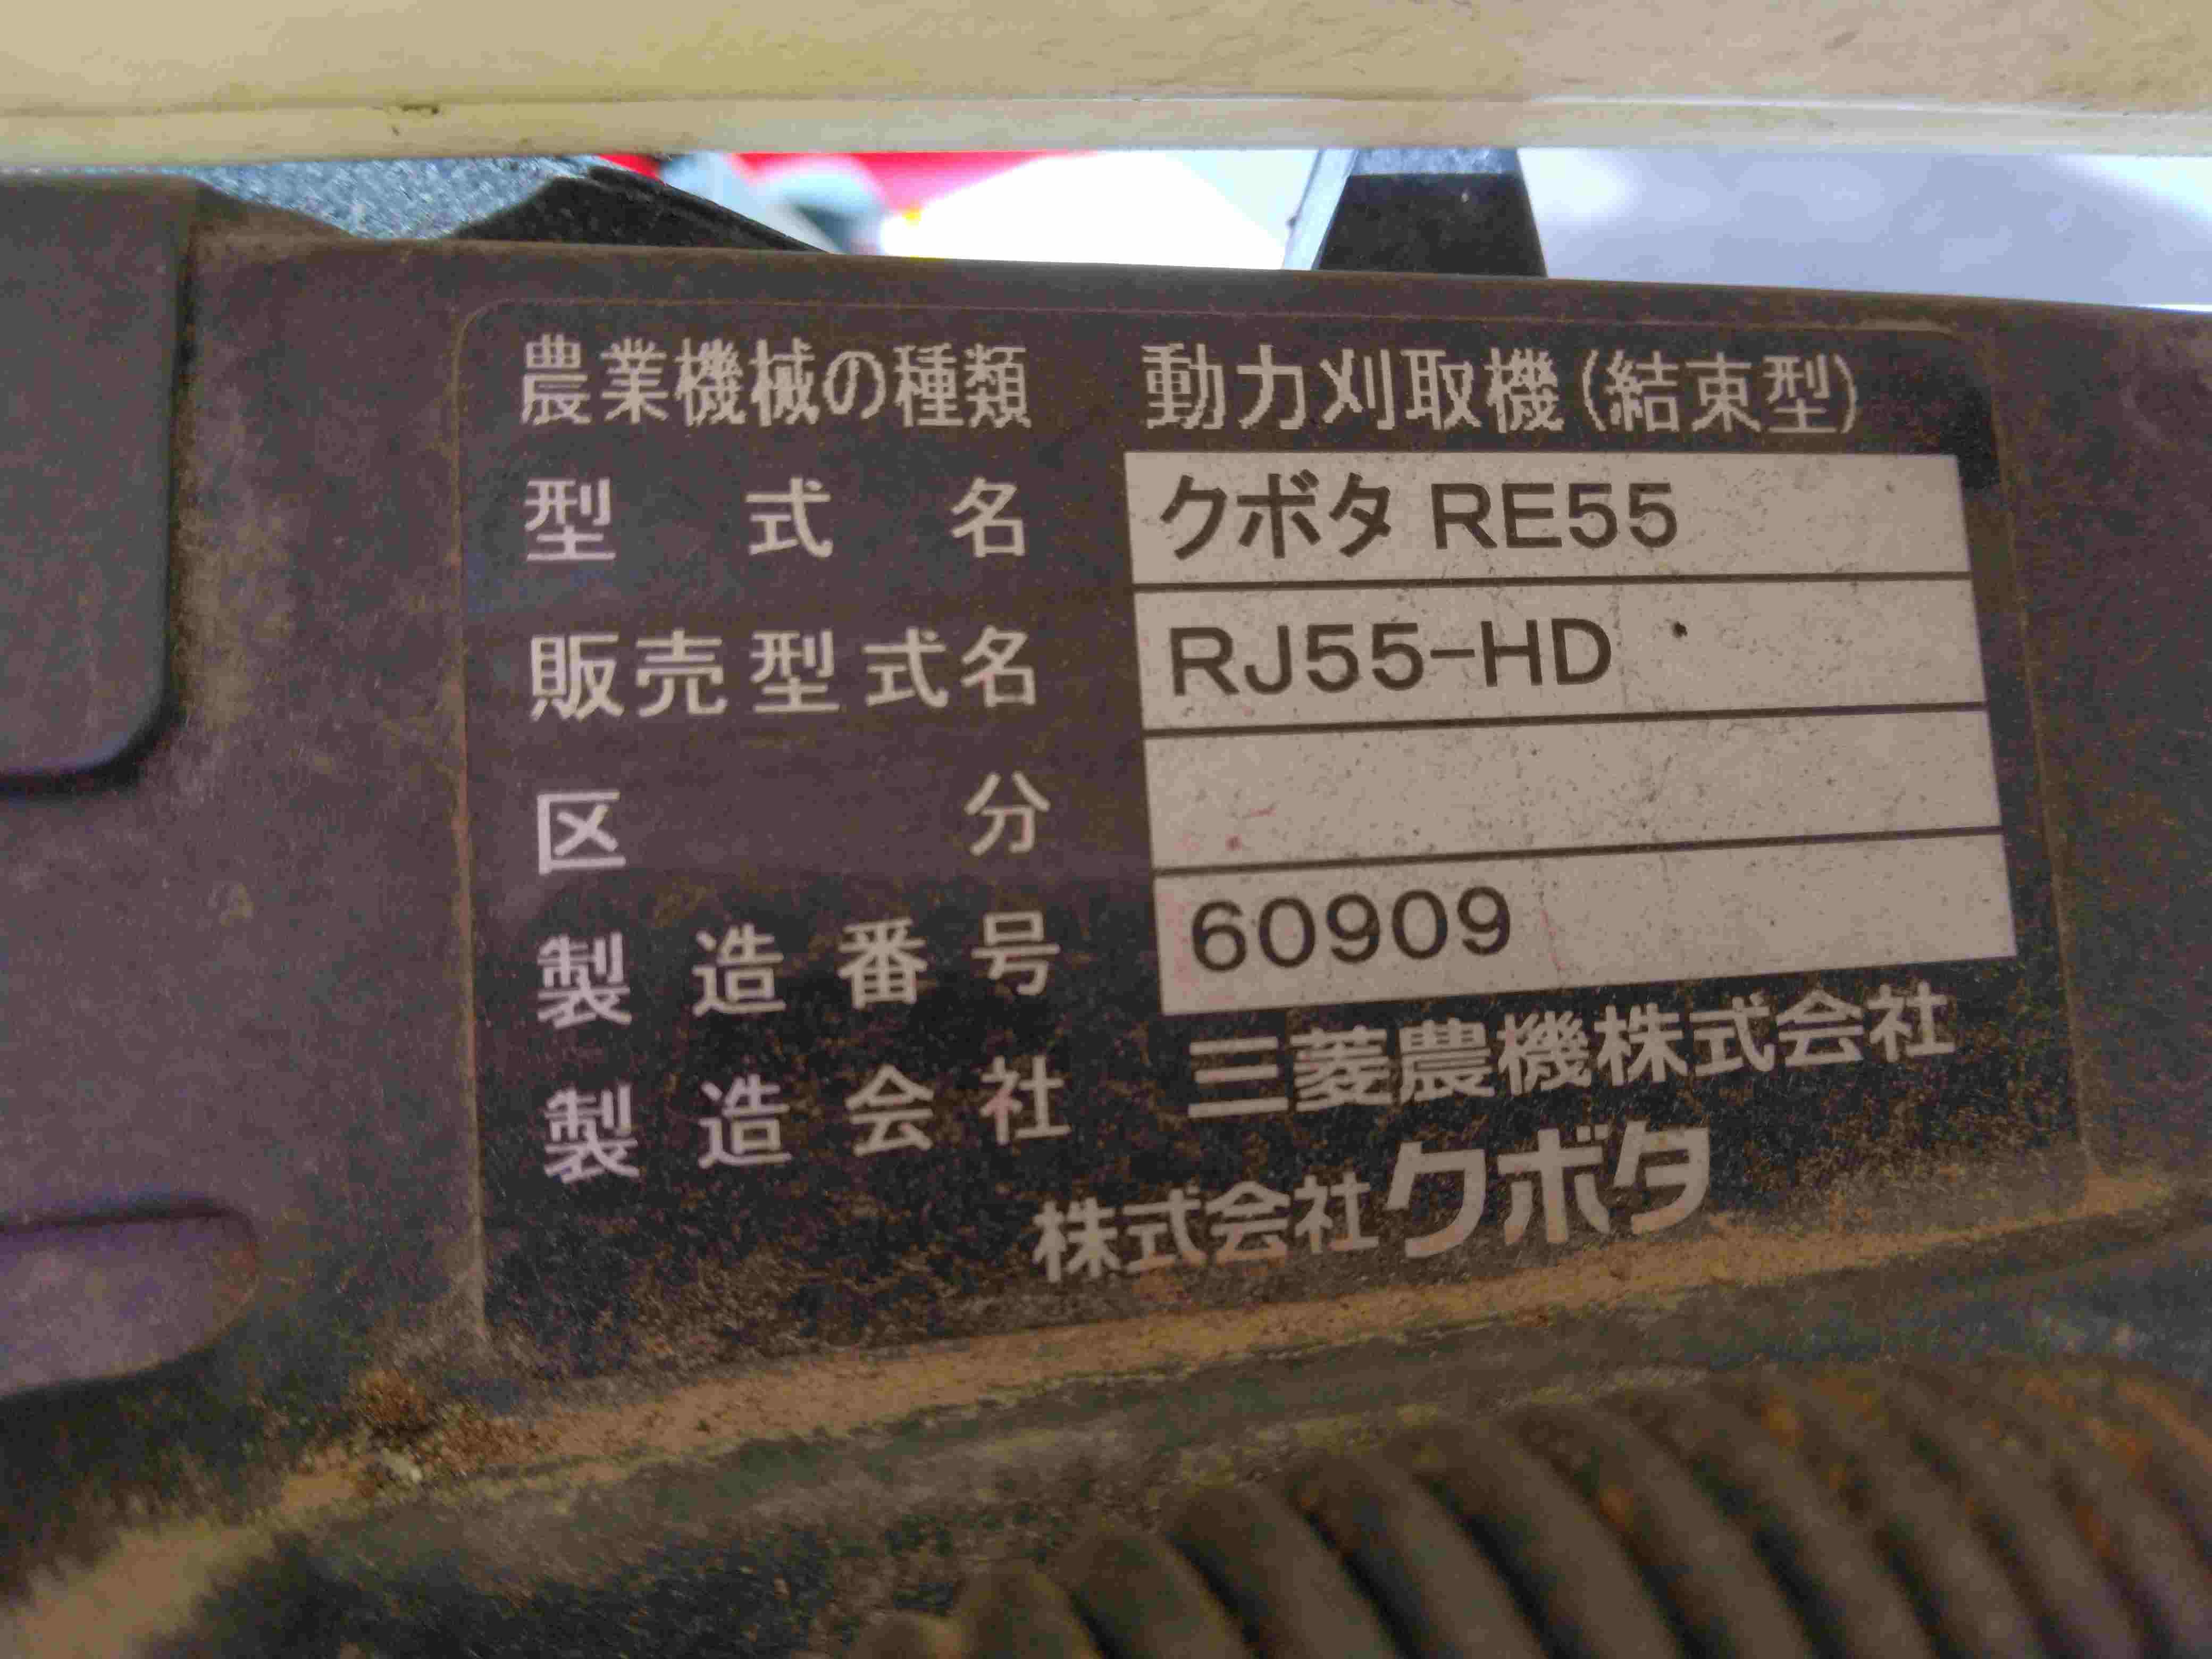 農業機械の種類 動力刈取機(結束型)
型式名 クボタ RE55
販売型式名 RJ55-HD
区分
製造番号 60909
製造会社 三菱農機株式会社
株式会社クボタ